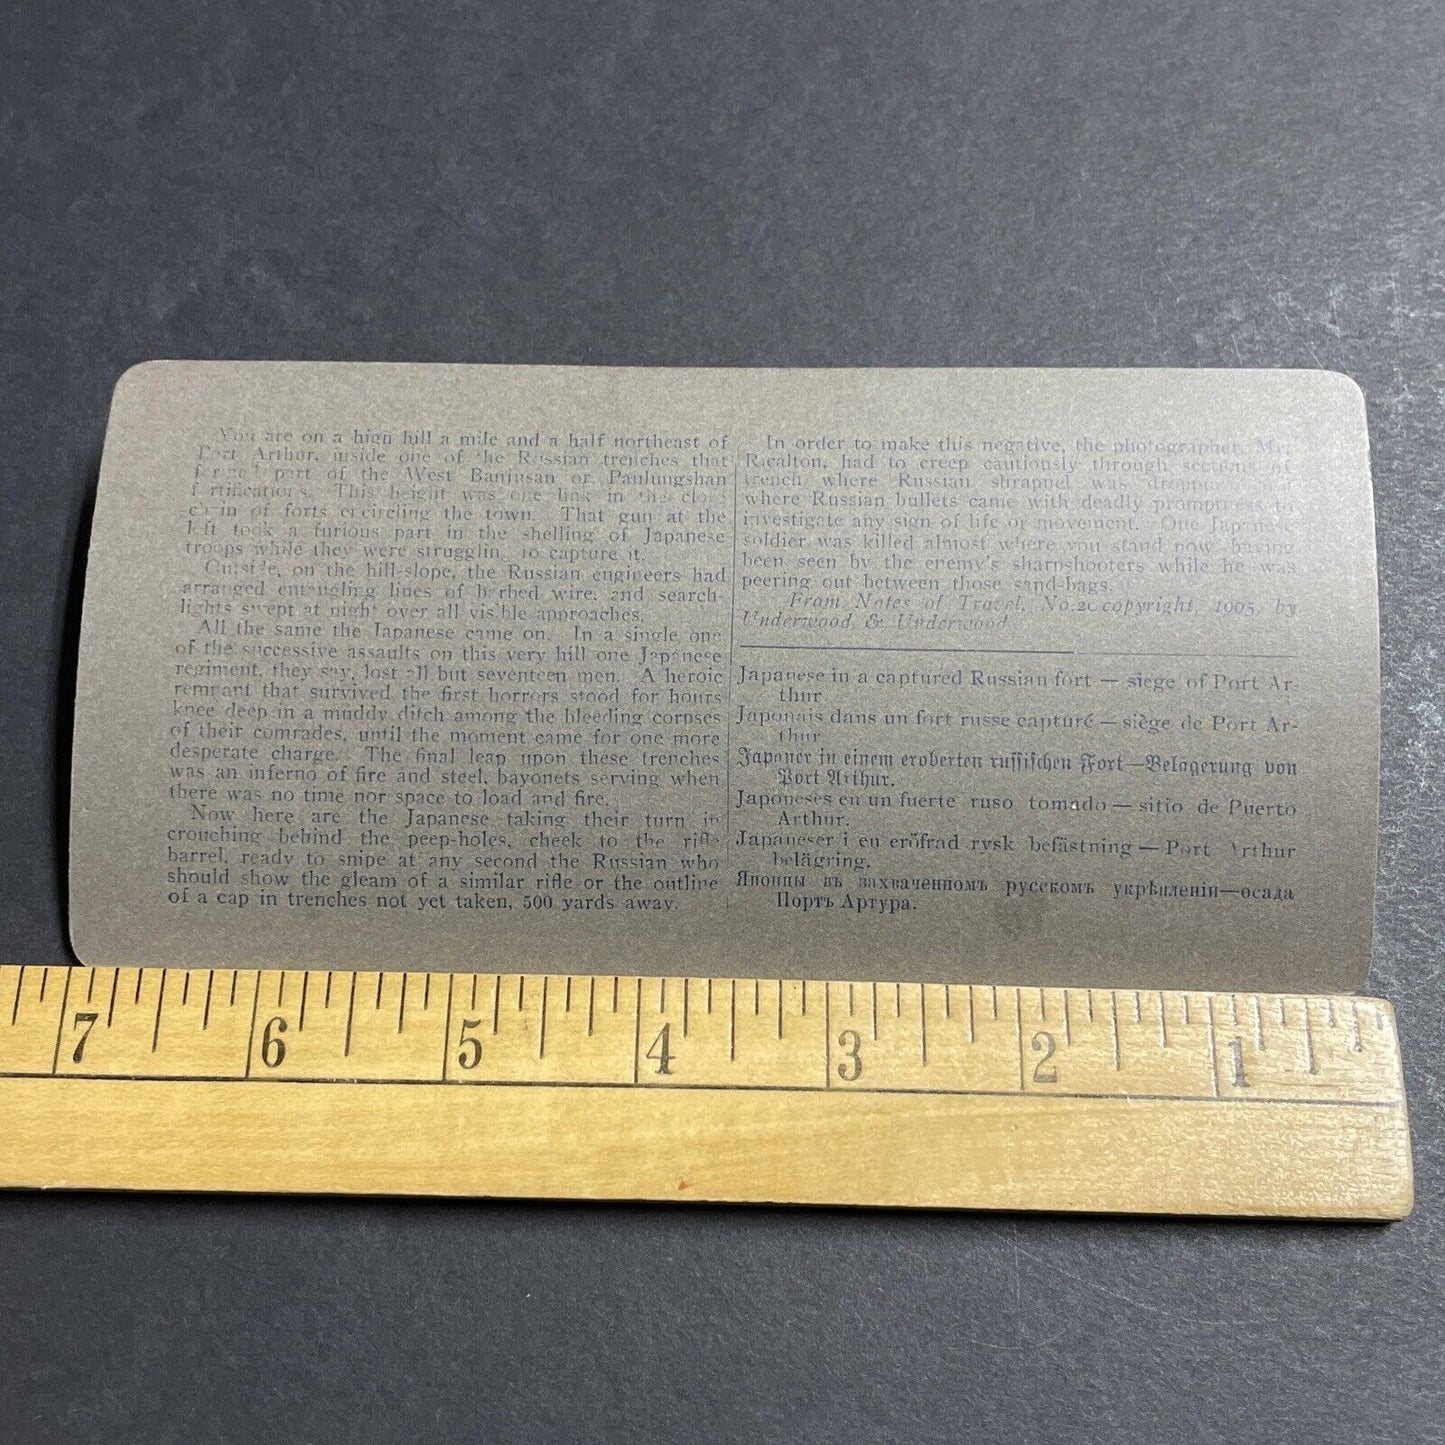 You are on a high hill a mile and a half northeast of
Port Arthur, inside one of the Russian trenches that
formed part of the West Banjusan or Paulungshan
fortifications. This height was one link in the close
chain of forts encircling the town. That gun at the
left took a furious part in the shelling of Japanese
troops while they were struggling to capture it.
Outside, on the hill-slope, the Russian engineers had
arranged entangling lines of barbed wire, and search-
lights swept at night over all visible approaches.
All the same the Japanese came on. In a single one
of the successive assaults on this very hill one Japanese
regiment, they say, lost all but seventeen men. A heroic
remnant that survived the first horrors stood for hours
knee deep in a muddy ditch among the bleeding corpses
of their comrades, until the moment came for one more
desperate charge. The final leap upon these trenches
was an inferno of fire and steel, bayonets serving when
there was no time nor space to load and fire.
Now here are the Japanese taking their turn in
crouching behind the peep-holes, cheek to the rifle
barrel, ready to snipe at any second the Russian who
should show the gleam of a similar rifle or the outline
of a cap in trenches not yet taken, 500 yards away.
In order to make this negative, the photographer, Mr.
Ricalton, had to creep cautiously through sections of
trench where Russian shrapnel was dropping and
where Russian bullets came with deadly promptness to
investigate any sign of life or movement. One Japanese
soldier was killed almost where you stand now, having
been seen by the enemy's sharpshooters while he was
peering out between those sand-bags.
From Notes of Travel, No. 20 copyright, 1905, by
Underwood & Underwood
Japanese in a captured Russian fort — siege of Port Ar-
thur.
Japonais dans un fort russe capturé — siège de Port Ar-
thur.
Japaner in einem eroberten russischen Fort—Belagerung von
Port Arthur.
Japoneses en un fuerte ruso tomado — sitio de Puerto
Arthur.
Japaneser i en eröfrad rysk befästning — Port Arthur
belägring.
Японцы въ захваченномъ русскомъ укрѣпленіи—осада
Портъ Артура.
7 6 5 4 3 2 1